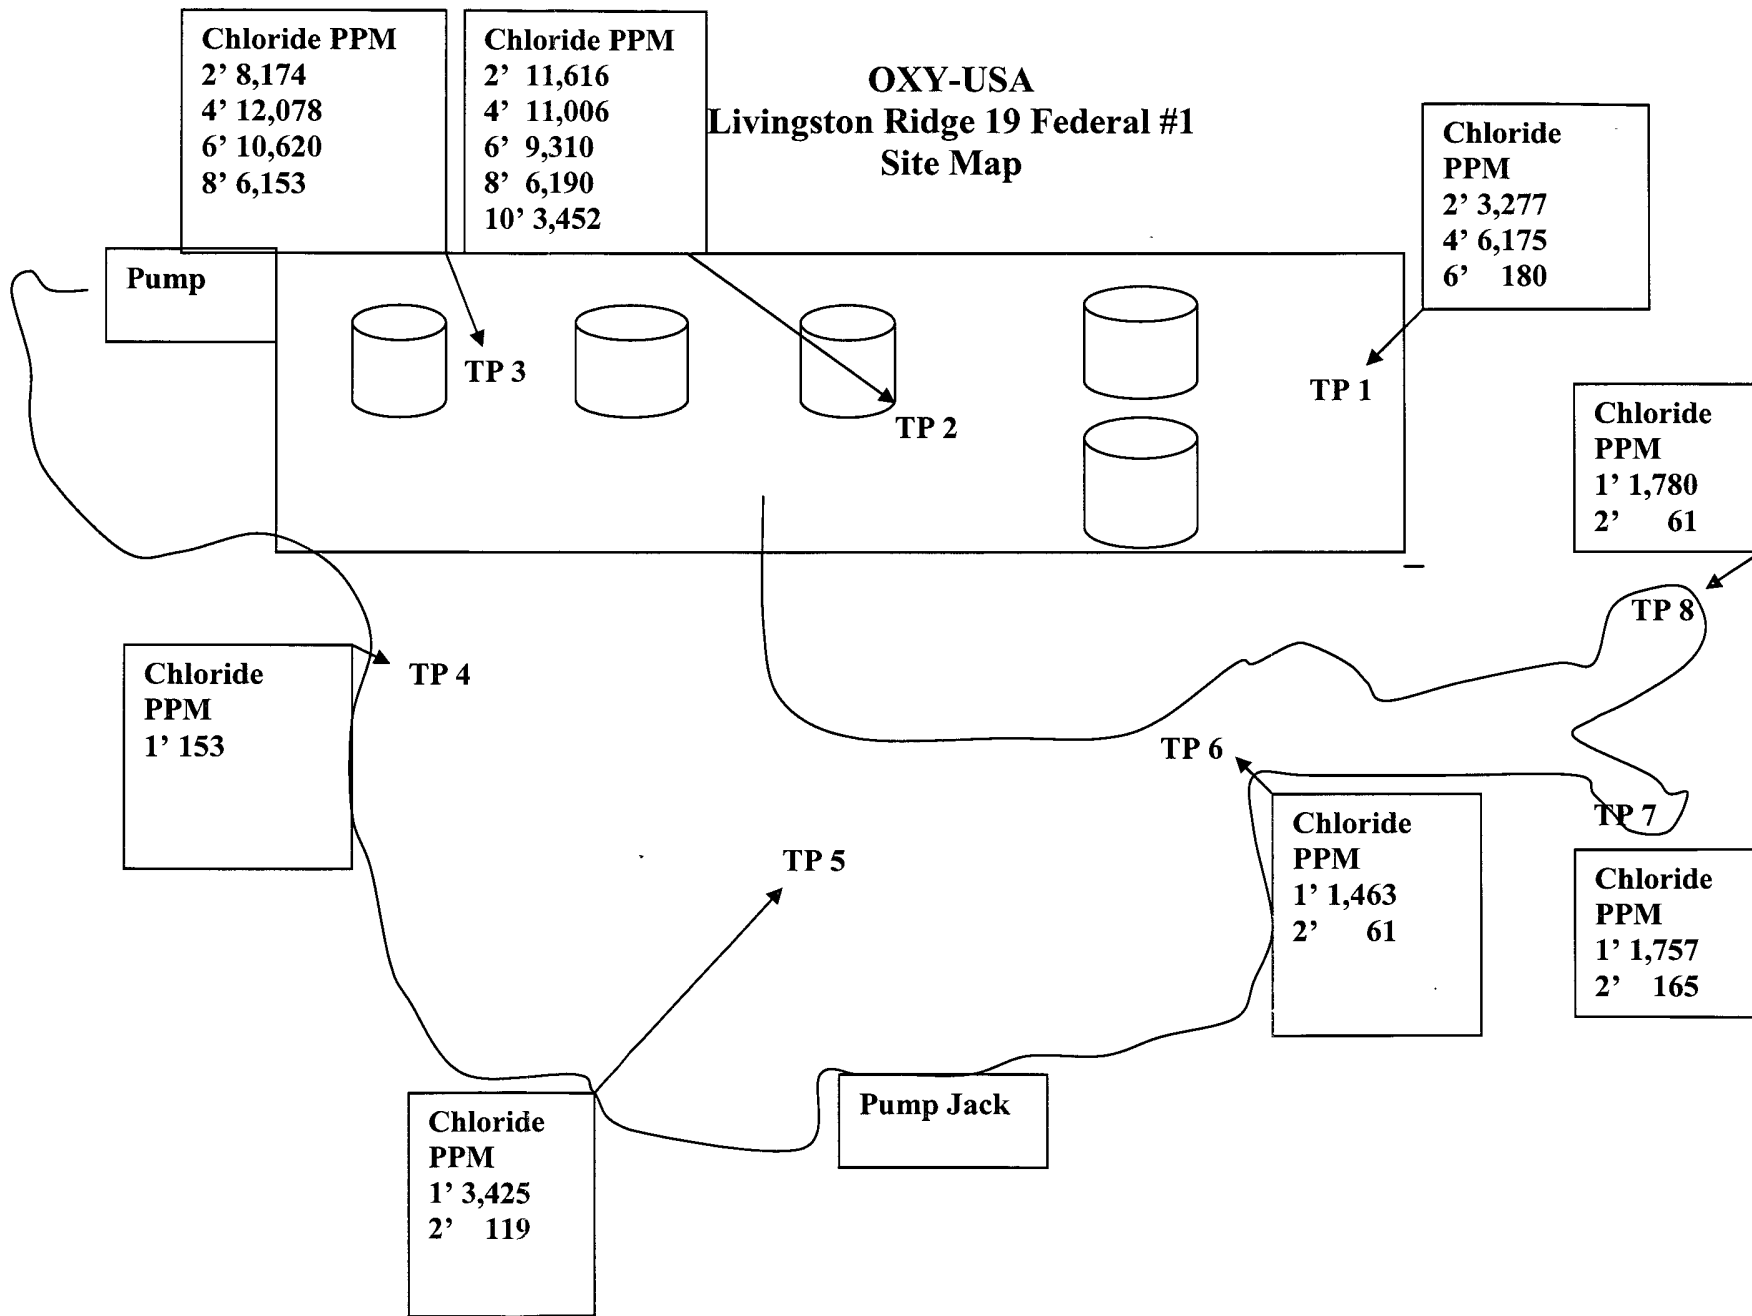 Chloride PPM
2’ 8,174
4’ 12,078
6’ 10,620
8’ 6,153
Chloride PPM
2’ 11,616
4’ 11,006
6’ 9,310
8’ 6,190
10’ 3,452
OXY-USA
Livingston Ridge 19 Federal #1
Site Map
Chloride
PPM
2’ 3,277
4’ 6,175
6’ 180
Pump
TP 3
TP 2
TP 1
Chloride
PPM
1’ 1,780
2’ 61
TP 8
Chloride
PPM
1’ 153
TP 4
TP 6
TP 7
TP 5
Chloride
PPM
1’ 1,463
2’ 61
Chloride
PPM
1’ 1,757
2’ 165
Pump Jack
Chloride
PPM
1’ 3,425
2’ 119